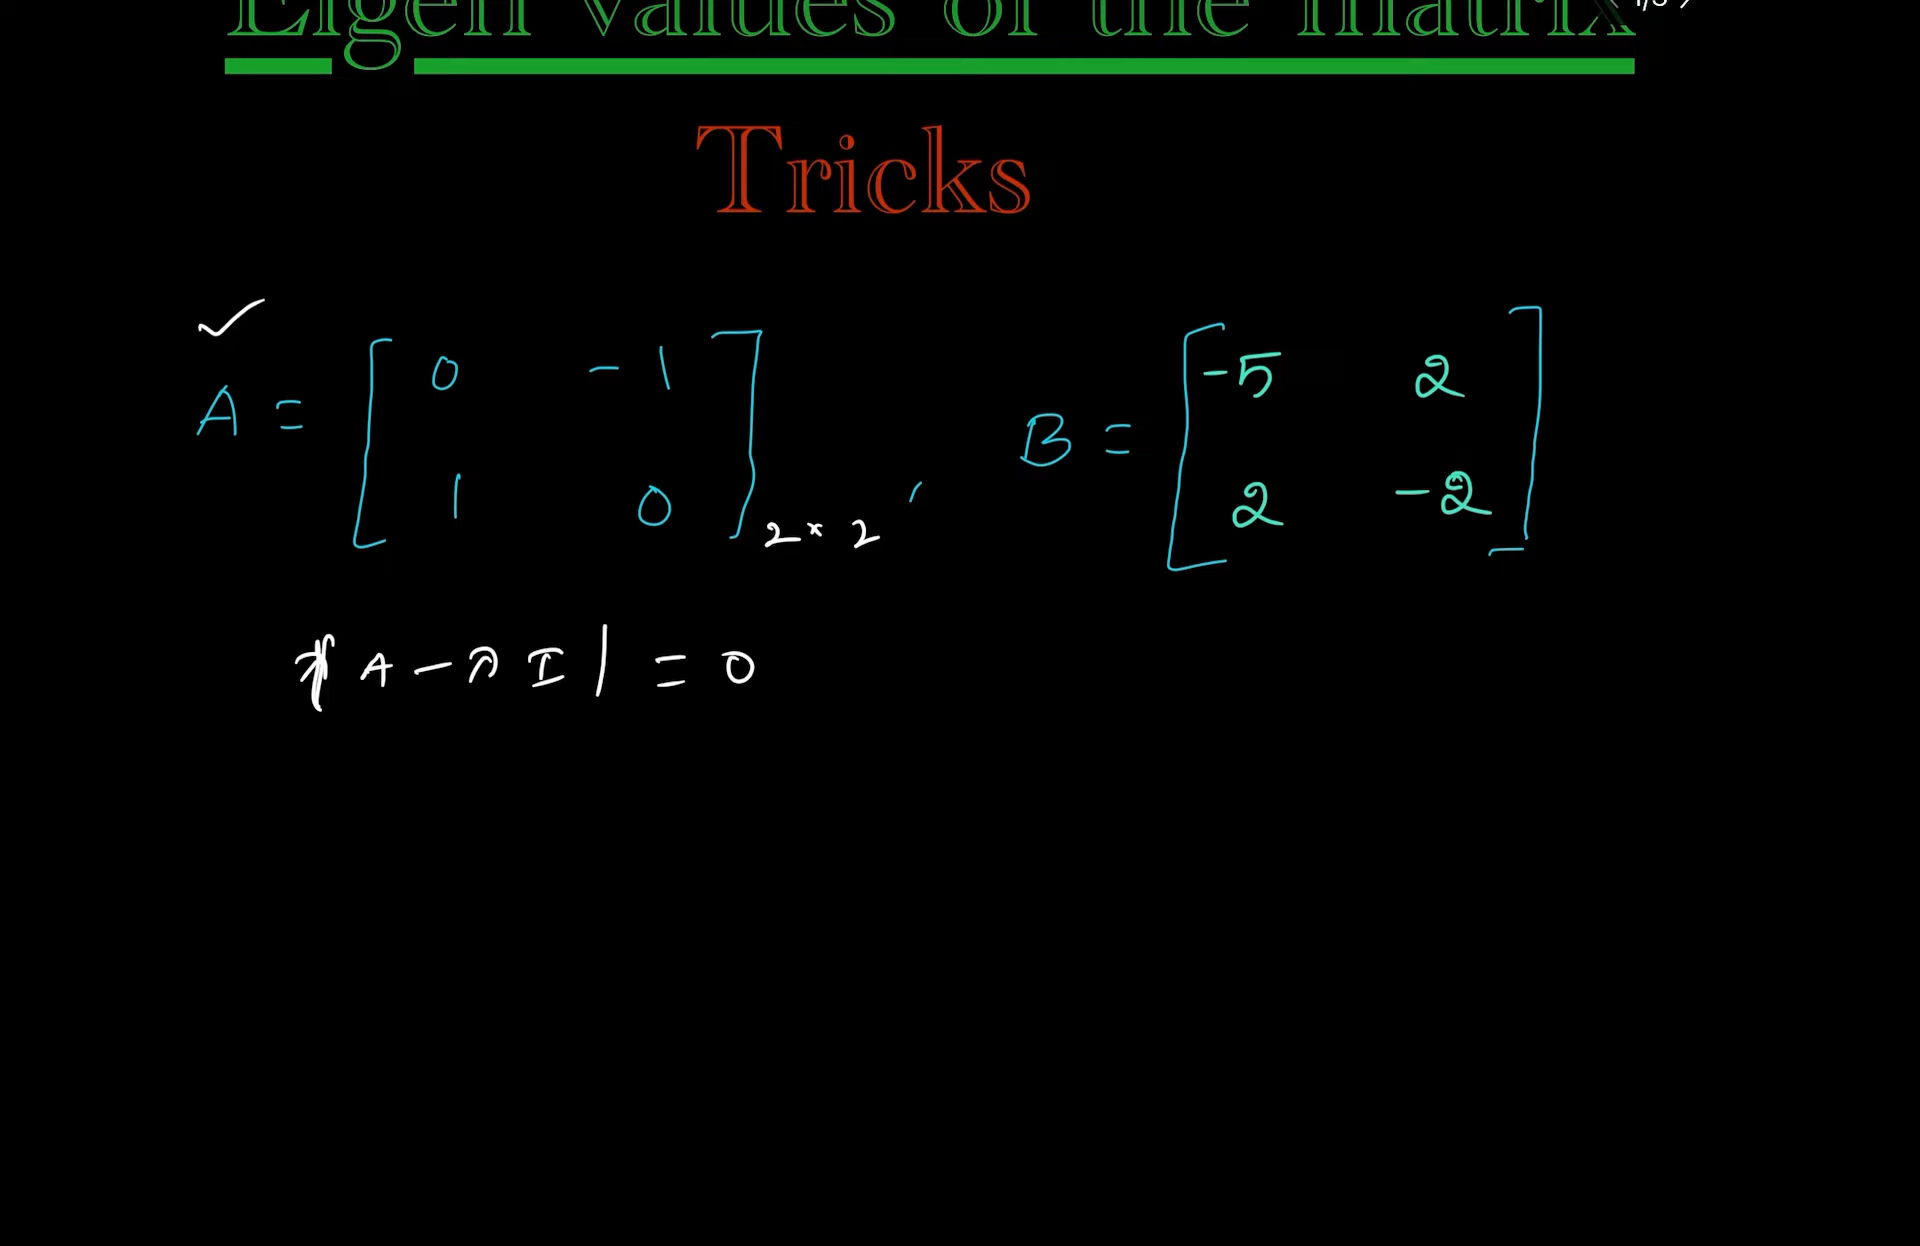 Eigen values of the matrix
Tricks
✓
A = [ 0 -1 ; 1 0 ] 2×2 , B = [ -5 2 ; 2 -2 ]
|A - λI| = 0